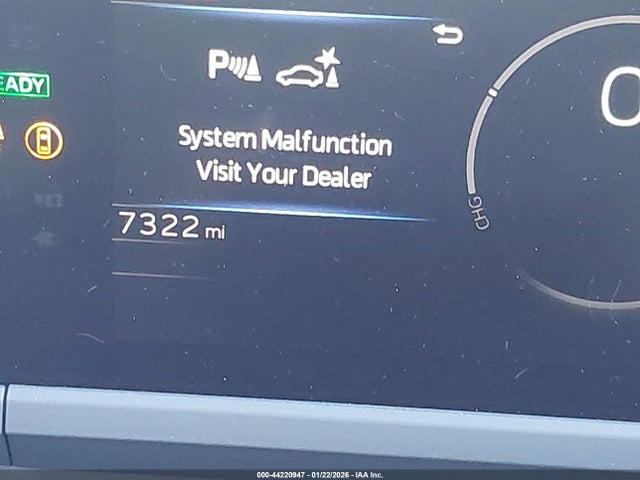 P
EADY
System Malfunction
Visit Your Dealer
7322 mi
CHG
0
000-44220947 - 01/22/2026 - IAA Inc.